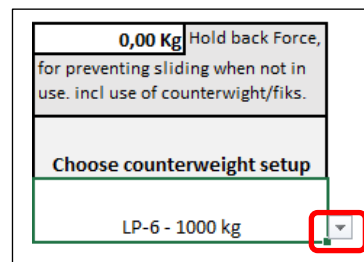 0,00 Kg Hold back Force,
for preventing sliding when not in
use. incl use of counterwight/fiks.
Choose counterweight setup
LP-6 - 1000 kg